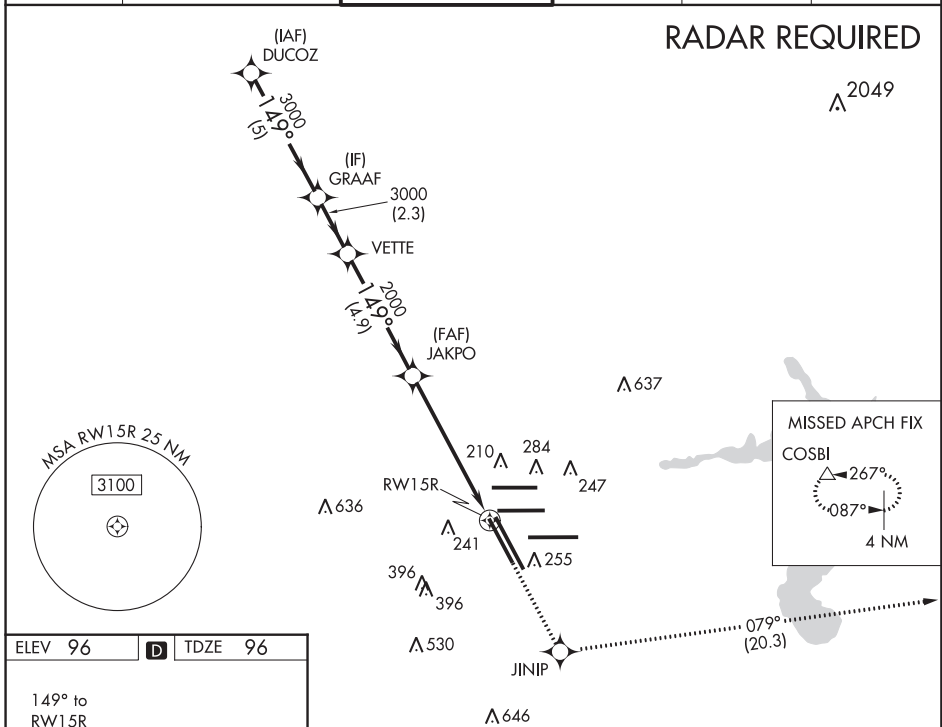 RADAR REQUIRED
(IAF)
DUCOZ
2049
3000
149°
(5)
(IF)
GRAAF
3000
(2.3)
VETTE
2000
149°
(4.9)
(FAF)
JAKPO
637
MISSED APCH FIX
COSBI
267°
087°
4 NM
MSA RW15R 25 NM
3100
210
284
247
RW15R
636
241
255
396
396
530
079°
(20.3)
JINIP
646
ELEV 96
D
TDZE 96
149° to
RW15R